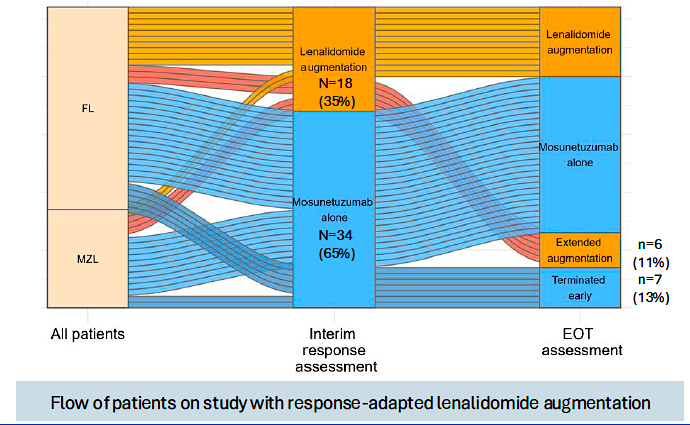 FL
MZL
Lenalidomide
augmentation
N=18
(35%)
Mosunetuzumab
alone
N=34
(65%)
Lenalidomide
augmentation
Mosunetuzumab
alone
Extended
augmentation
Terminated
early
n=6
(11%)
n=7
(13%)
All patients
Interim
response
assessment
EOT
assessment
Flow of patients on study with response-adapted lenalidomide augmentation